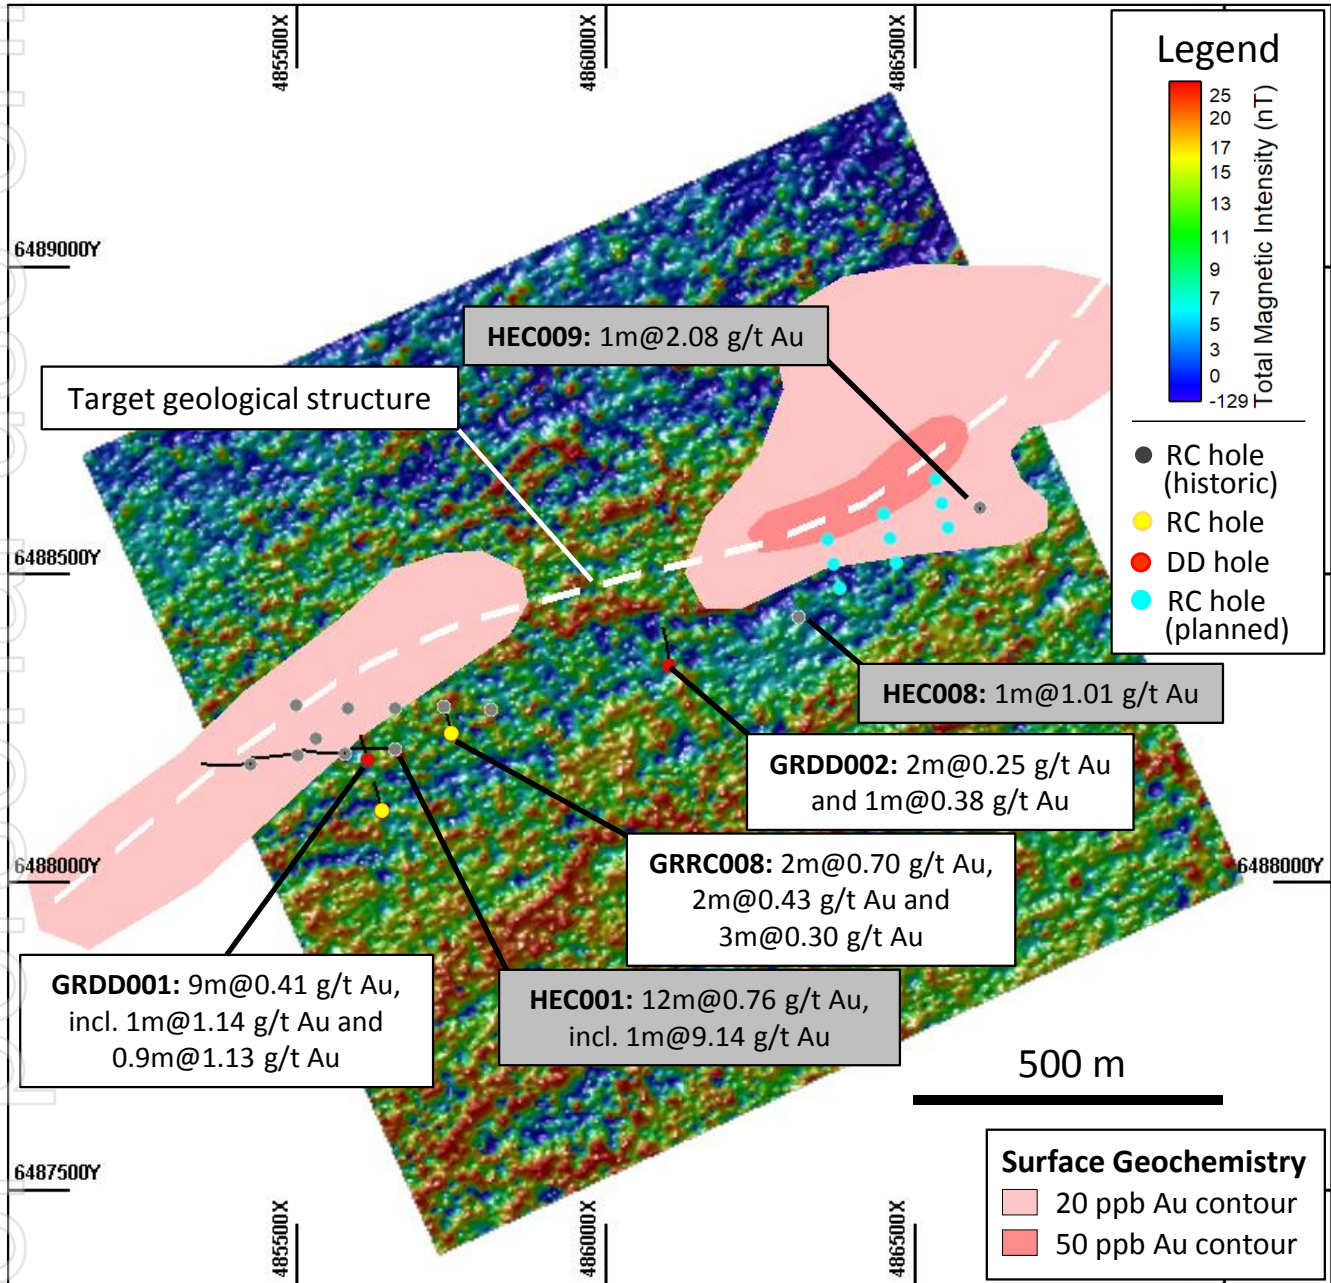 485500X
486000X
486500X
Legend
25
20
17
15
13
11
9
7
5
3
0
-129
Total Magnetic Intensity (nT)
RC hole
(historic)
RC hole
DD hole
RC hole
(planned)
6489000Y
HEC009: 1m@2.08 g/t Au
Target geological structure
6488500Y
HEC008: 1m@1.01 g/t Au
GRDD002: 2m@0.25 g/t Au
and 1m@0.38 g/t Au
GRRC008: 2m@0.70 g/t Au,
2m@0.43 g/t Au and
3m@0.30 g/t Au
6488000Y
6488000Y
GRDD001: 9m@0.41 g/t Au,
incl. 1m@1.14 g/t Au and
0.9m@1.13 g/t Au
HEC001: 12m@0.76 g/t Au,
incl. 1m@9.14 g/t Au
500 m
6487500Y
Surface Geochemistry
20 ppb Au contour
50 ppb Au contour
485500X
486000X
486500X